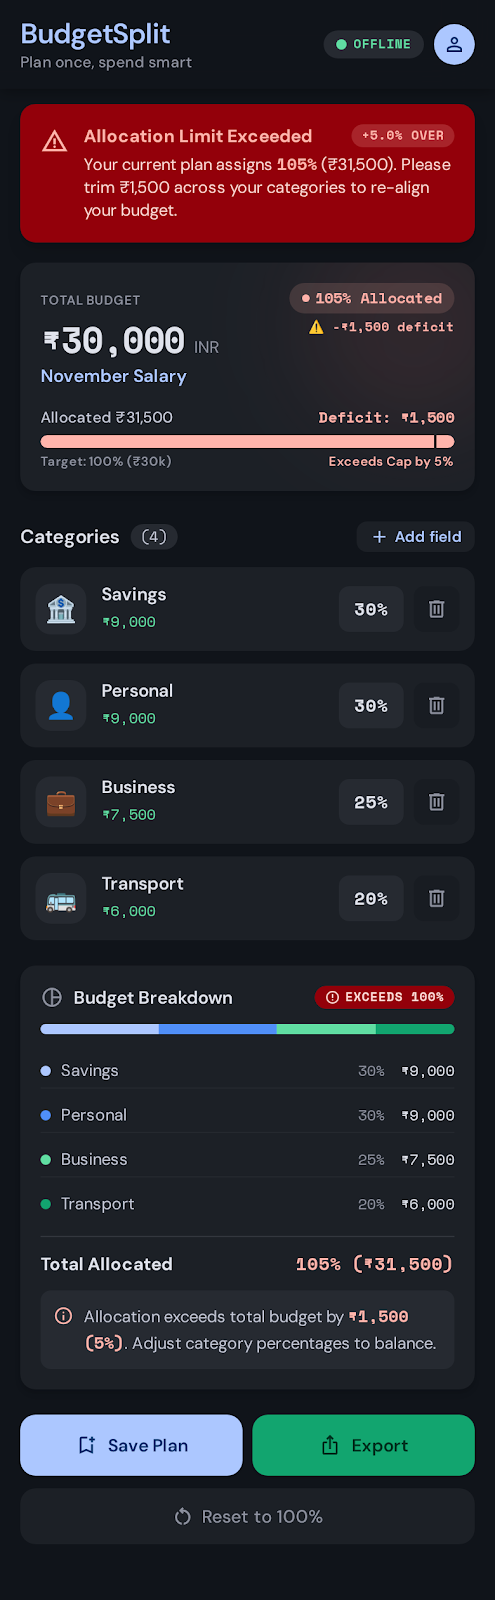 BudgetSplit
Plan once, spend smart
OFFLINE
Allocation Limit Exceeded
+5.0% OVER
Your current plan assigns 105% (₹31,500). Please
trim ₹1,500 across your categories to re-align
your budget.
TOTAL BUDGET
105% Allocated
₹30,000 INR
⚠️ -₹1,500 deficit
November Salary
Allocated ₹31,500
Deficit: ₹1,500
Target: 100% (₹30k)
Exceeds Cap by 5%
Categories (4)
+ Add field
Savings
₹9,000
30%
Personal
₹9,000
30%
Business
₹7,500
25%
Transport
₹6,000
20%
Budget Breakdown
EXCEEDS 100%
Savings 30% ₹9,000
Personal 30% ₹9,000
Business 25% ₹7,500
Transport 20% ₹6,000
Total Allocated 105% (₹31,500)
Allocation exceeds total budget by ₹1,500
(5%). Adjust category percentages to balance.
Save Plan
Export
Reset to 100%